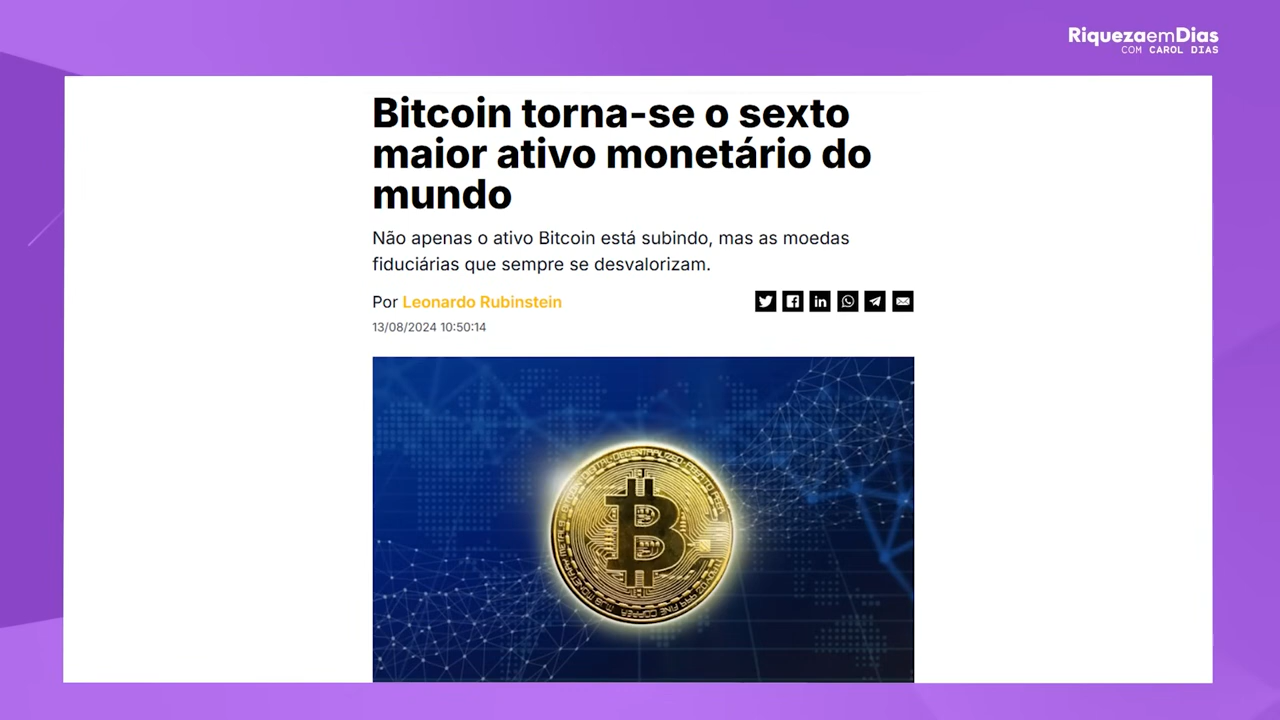 RiquezaemDias
COM CAROL DIAS
Bitcoin torna-se o sexto
maior ativo monetário do
mundo
Não apenas o ativo Bitcoin está subindo, mas as moedas
fiduciárias que sempre se desvalorizam.
Por Leonardo Rubinstein
13/08/2024 10:50:14